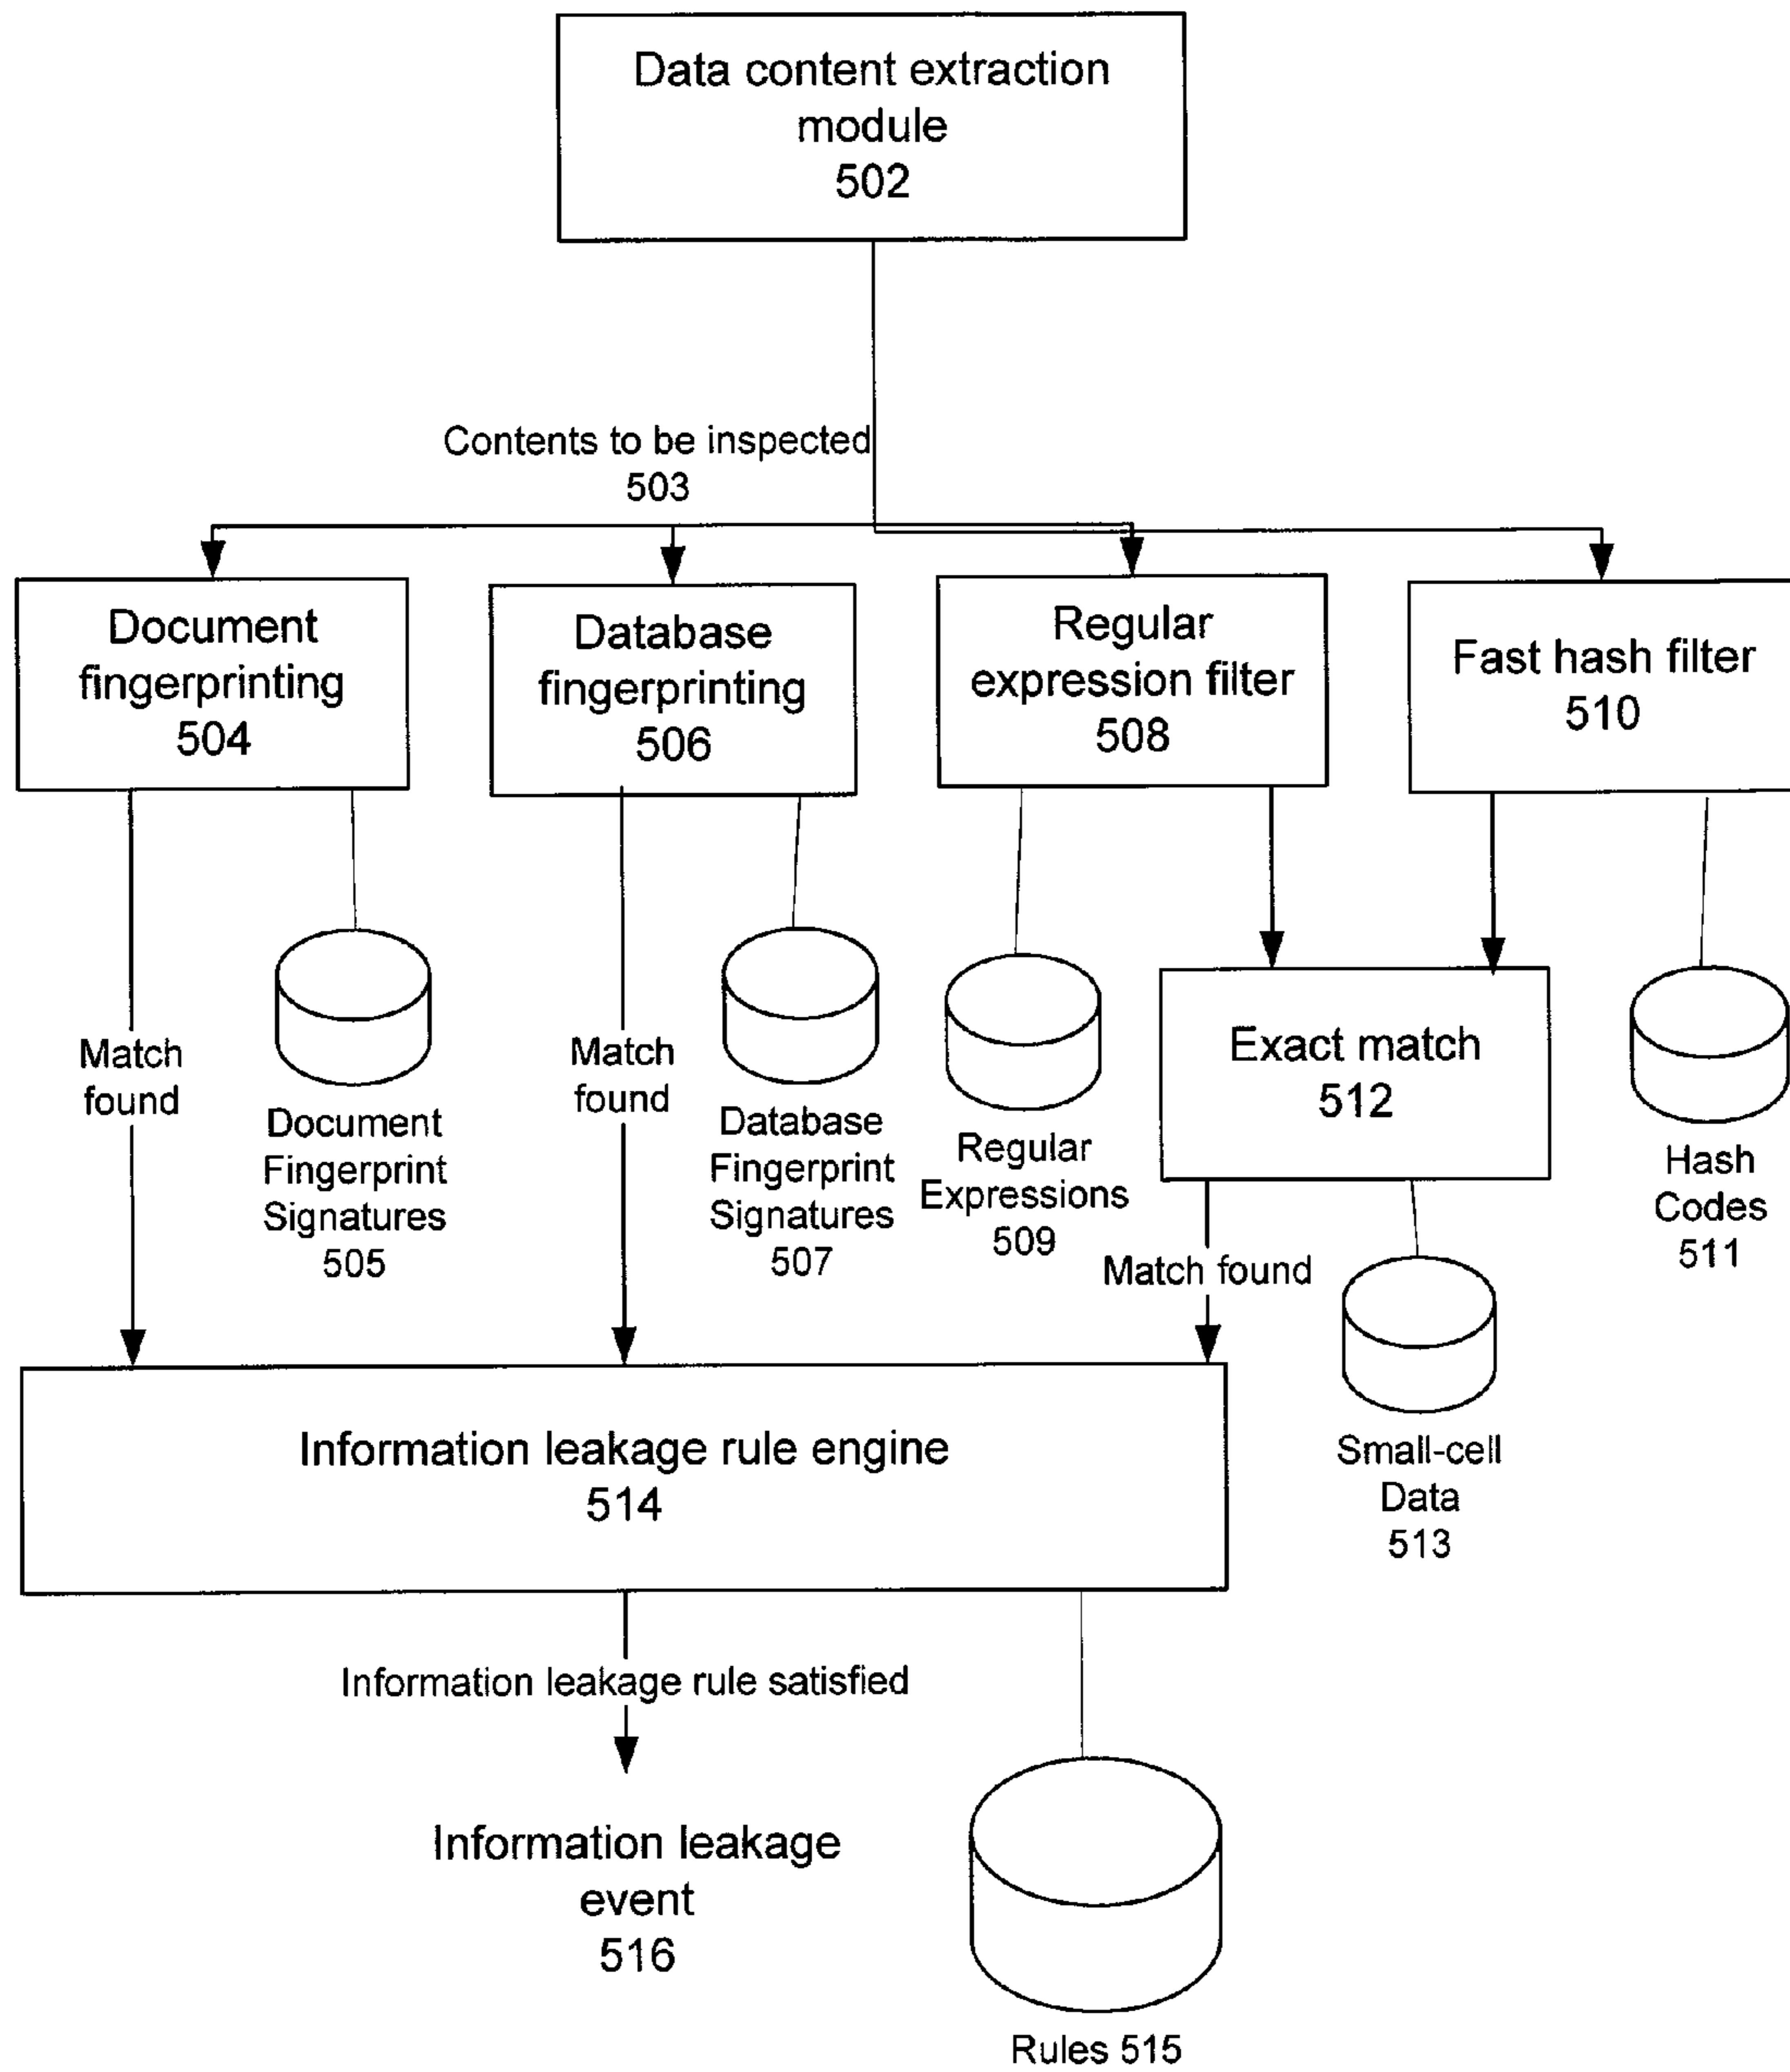 Data content extraction
module
502
Contents to be inspected
503
Document
fingerprinting
504
Database
fingerprinting
506
Regular
expression filter
508
Fast hash filter
510
Match
found
Document
Fingerprint
Signatures
505
Match
found
Database
Fingerprint
Signatures
507
Regular
Expressions
509
Exact match
512
Hash
Codes
511
Match found
Small-cell
Data
513
Information leakage rule engine
514
Information leakage rule satisfied
Information leakage
event
516
Rules 515